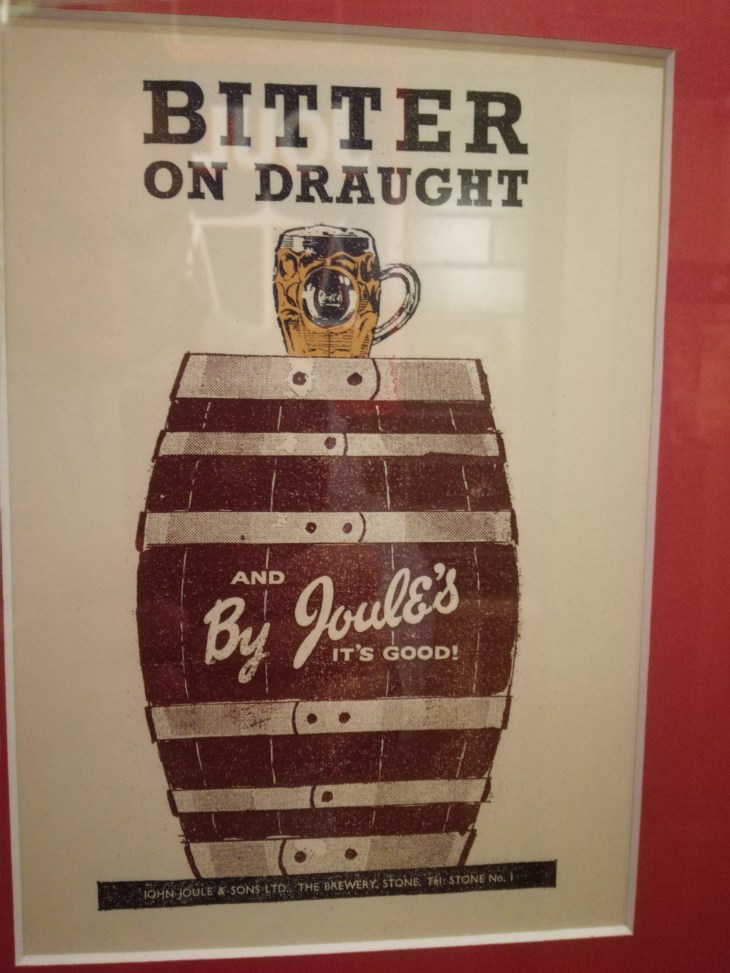 BITTER
ON DRAUGHT
AND
By Joule's
IT'S GOOD!
JOHN JOULE & SONS LTD., THE BREWERY, STONE. Tel: STONE No. 1